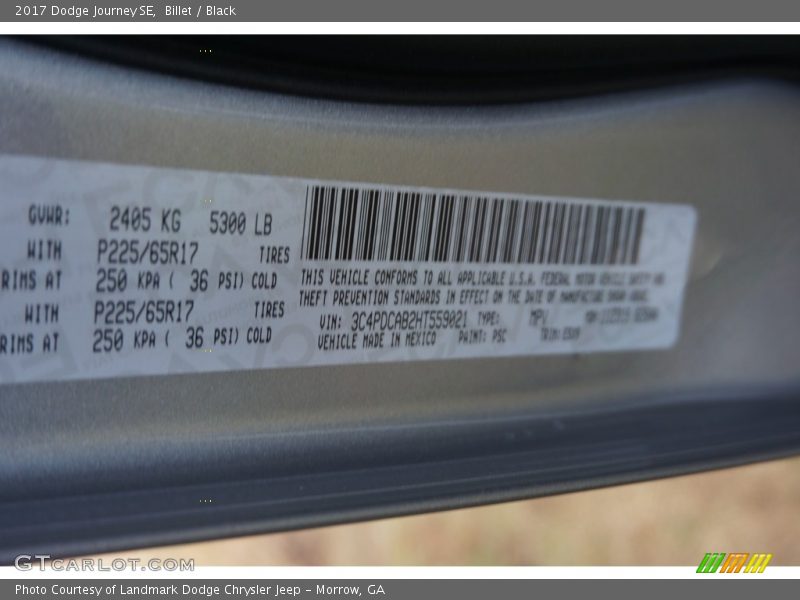 2017 Dodge Journey SE, Billet / Black
GVWR: 2405 KG 5300 LB
WITH P225/65R17 TIRES
RIMS AT 250 KPA ( 36 PSI) COLD
WITH P225/65R17 TIRES
RIMS AT 250 KPA ( 36 PSI) COLD
THIS VEHICLE CONFORMS TO ALL APPLICABLE U.S.A. FEDERAL MOTOR VEHICLE SAFETY AND
THEFT PREVENTION STANDARDS IN EFFECT ON THE DATE OF MANUFACTURE SHOWN ABOVE.
VIN: 3C4PDCAB2HT559021 TYPE: MPV
VEHICLE MADE IN MEXICO PAINT: PSC TRIM:
GTCARLOT.COM
Photo Courtesy of Landmark Dodge Chrysler Jeep - Morrow, GA